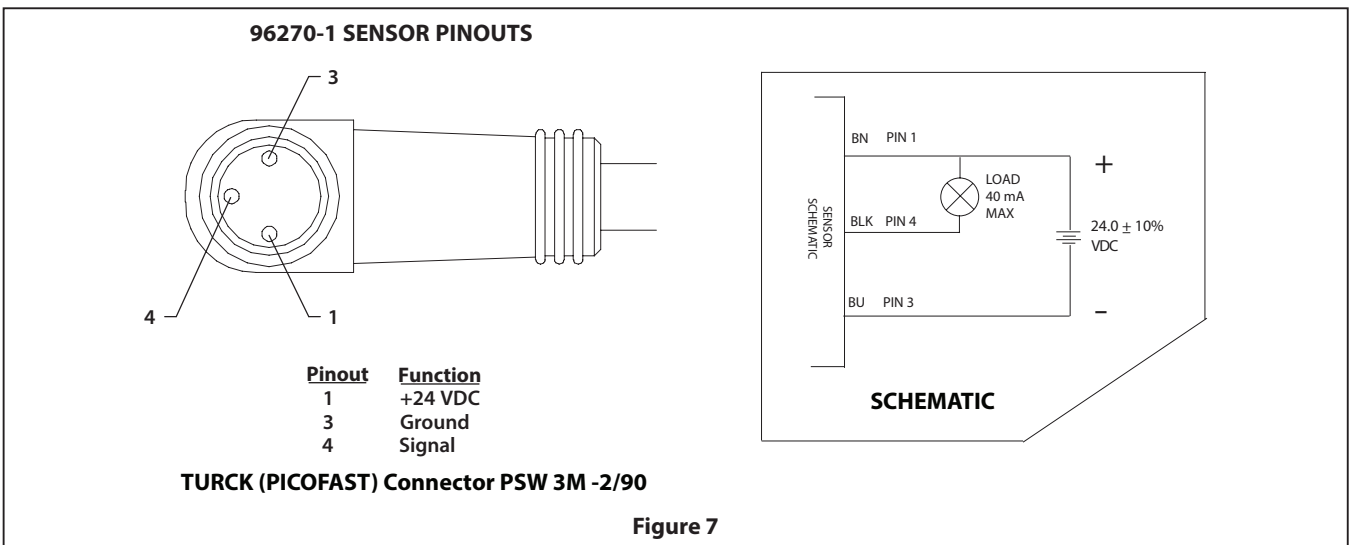 96270-1 SENSOR PINOUTS
3
4
1
Pinout Function
1 +24 VDC
3 Ground
4 Signal
TURCK (PICOFAST) Connector PSW 3M -2/90
SENSOR
SCHEMATIC
BN PIN 1
LOAD
40 mA
MAX
BLK PIN 4
BU PIN 3
+
24.0 ± 10%
VDC
–
SCHEMATIC
Figure 7